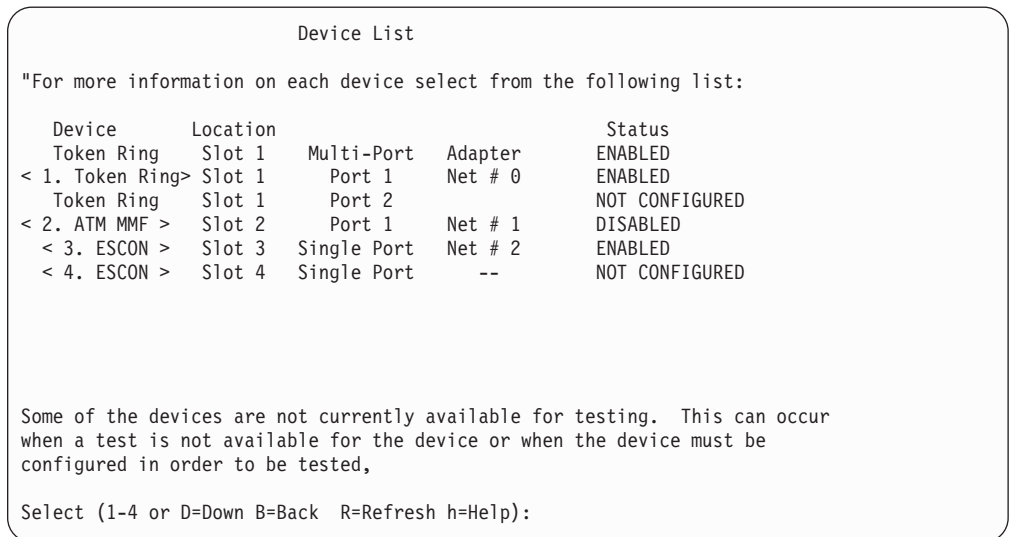 Device List
"For more information on each device select from the following list:
Device Location Status
Token Ring Slot 1 Multi-Port Adapter ENABLED
< 1. Token Ring> Slot 1 Port 1 Net # 0 ENABLED
Token Ring Slot 1 Port 2 NOT CONFIGURED
< 2. ATM MMF > Slot 2 Port 1 Net # 1 DISABLED
< 3. ESCON > Slot 3 Single Port Net # 2 ENABLED
< 4. ESCON > Slot 4 Single Port -- NOT CONFIGURED
Some of the devices are not currently available for testing. This can occur
when a test is not available for the device or when the device must be
configured in order to be tested,
Select (1-4 or D=Down B=Back R=Refresh h=Help):